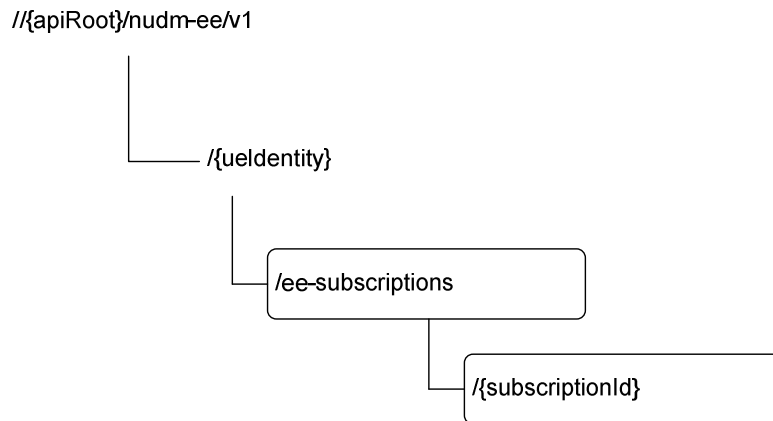 //{apiRoot}/nudm-ee/v1
/{ueIdentity}
/ee-subscriptions
/{subscriptionId}